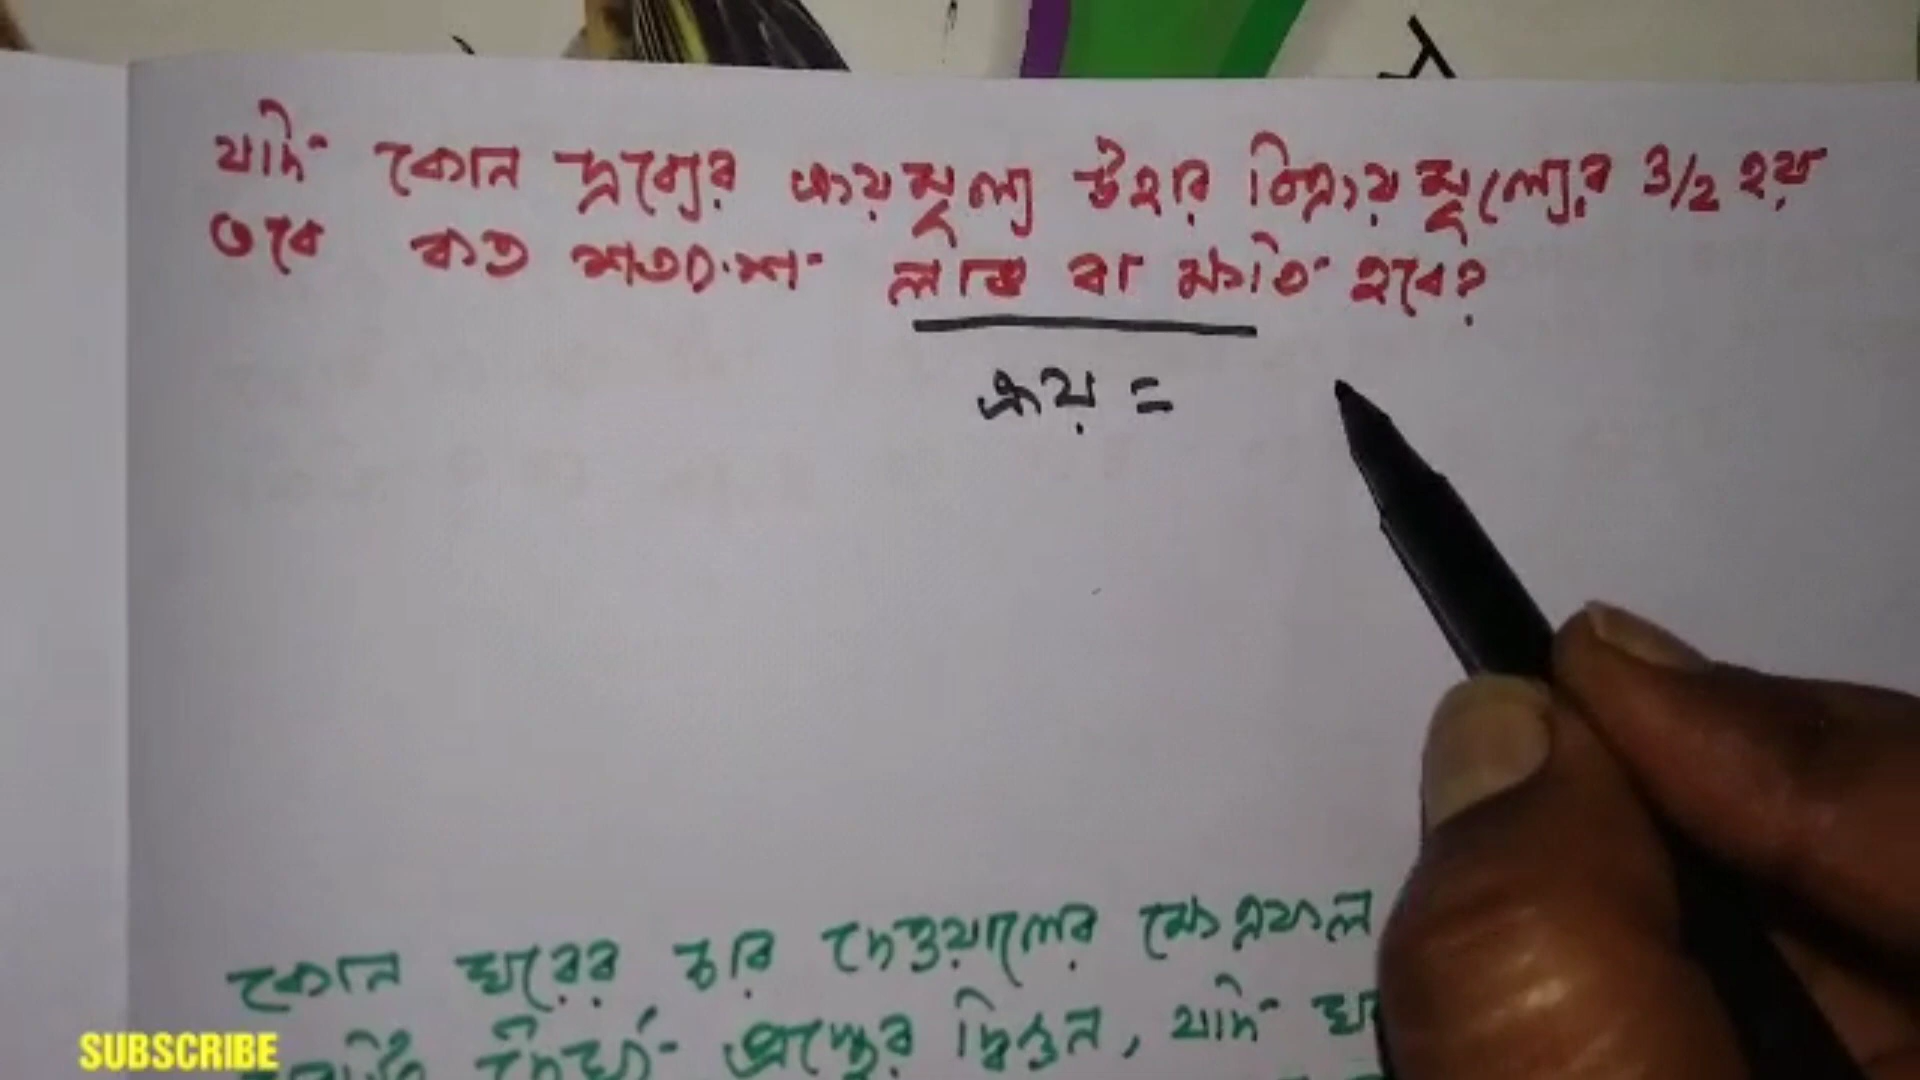 যদি কোন দ্রব্যের ক্রয়মূল্য উহার বিক্রয়মূল্যের 3/2 হয়
তবে কত শতাংশ লাভ বা ক্ষতি হবে?
ক্রয় =
কোন ঘরের চার দেওয়ালের ক্ষেত্রফল
দৈর্ঘ্য প্রস্থের দ্বিগুন, যদি
SUBSCRIBE